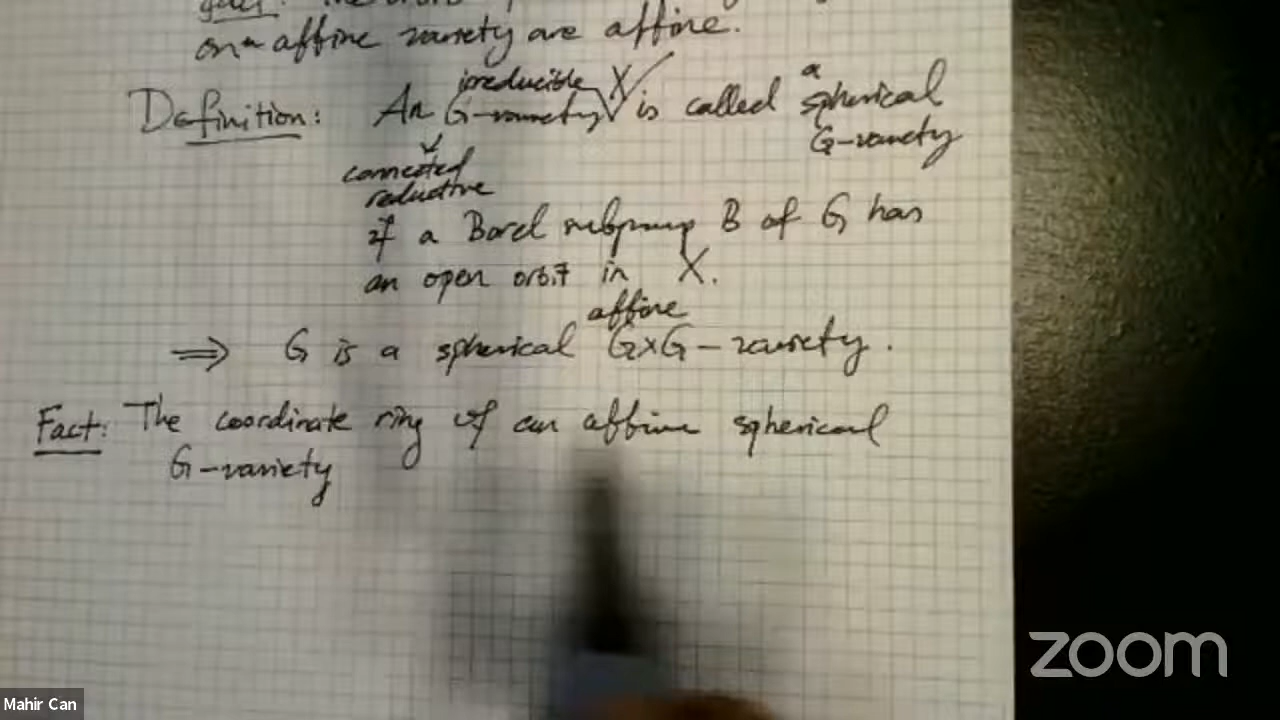 on affine variety are affine.
irreducible X a
Definition: An G-variety is called spherical
G-variety
connected
reductive
if a Borel subgroup B of G has
an open orbit in X.
affine
⟹ G is a spherical G×G-variety.
Fact: The coordinate ring of an affine spherical
G-variety
zoom
Mahir Can